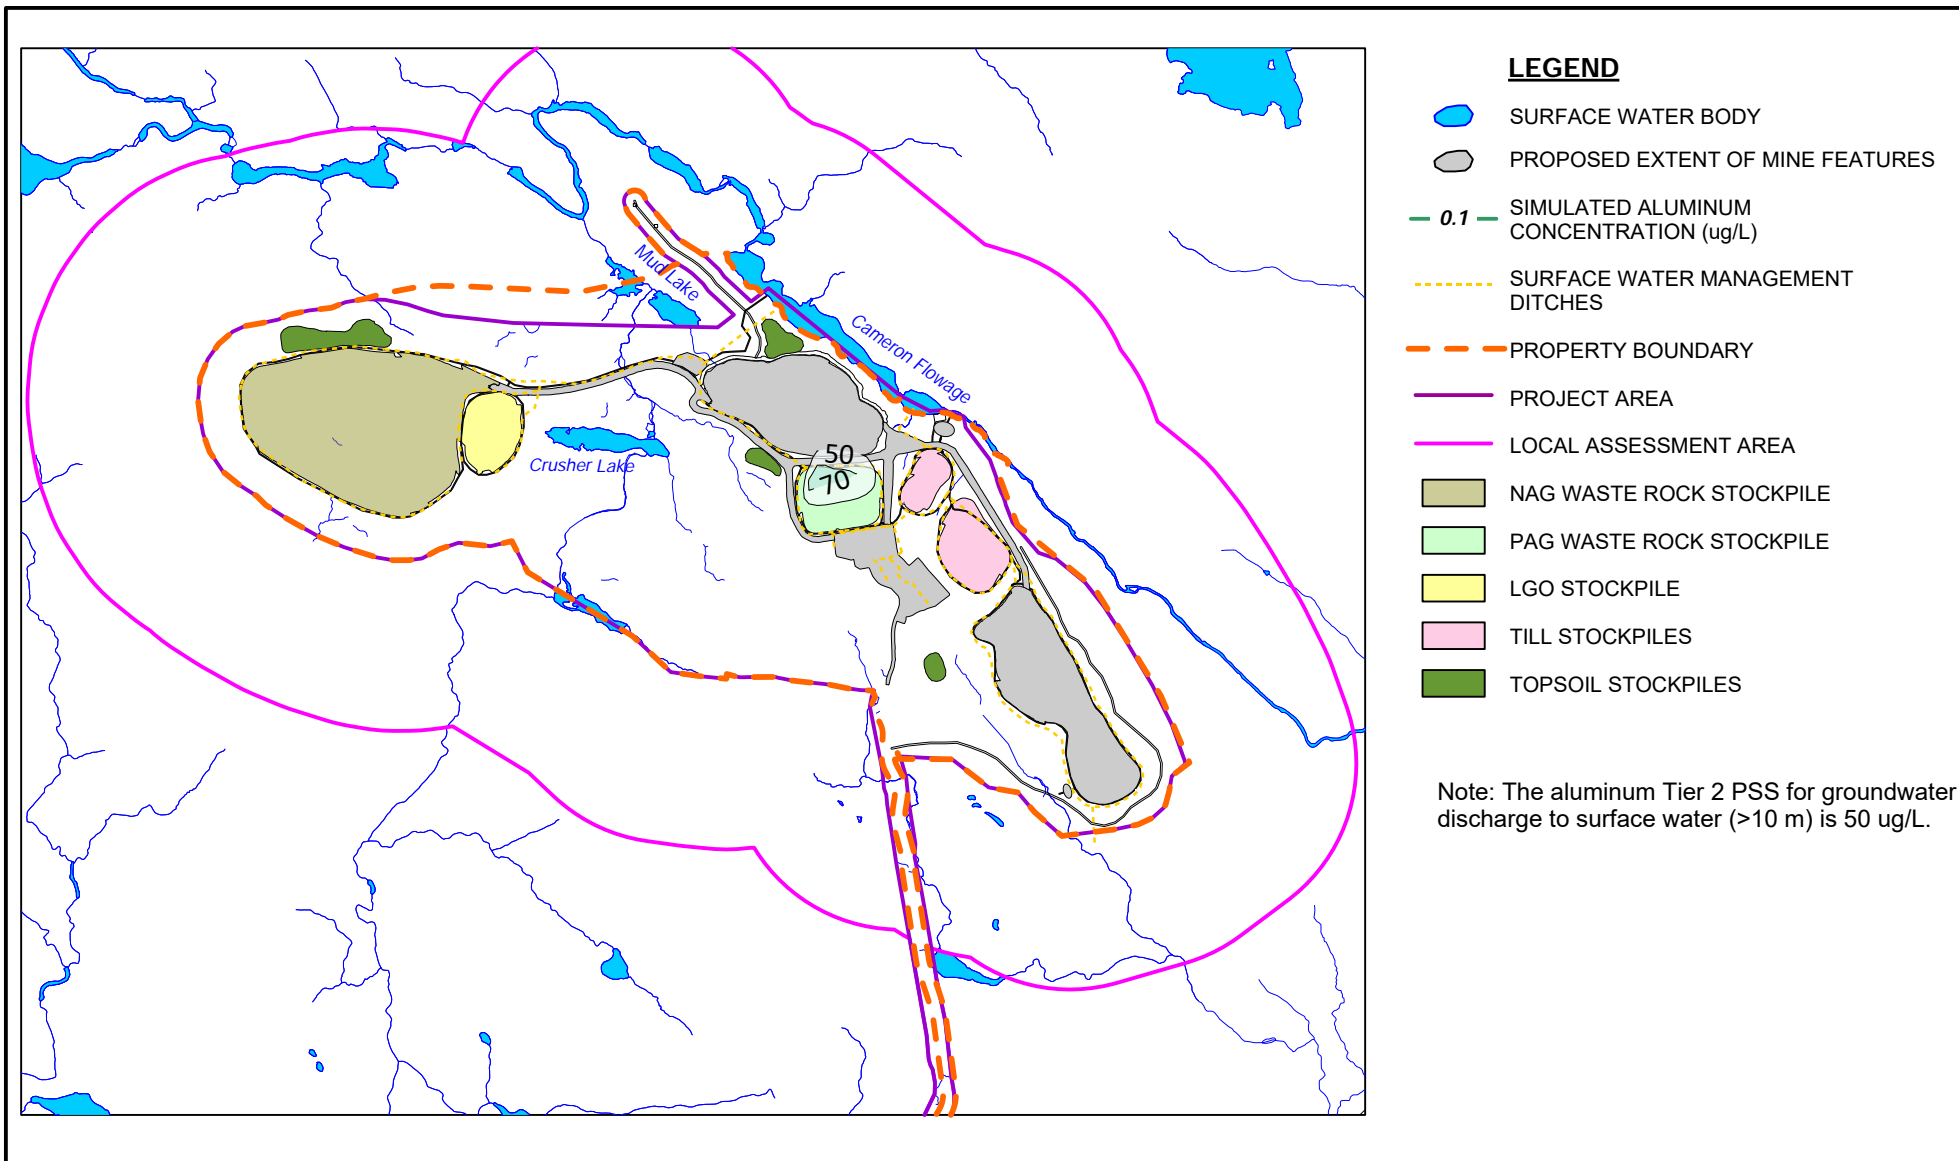 LEGEND
SURFACE WATER BODY
PROPOSED EXTENT OF MINE FEATURES
0.1
SIMULATED ALUMINUM
CONCENTRATION (ug/L)
SURFACE WATER MANAGEMENT
DITCHES
PROPERTY BOUNDARY
PROJECT AREA
LOCAL ASSESSMENT AREA
NAG WASTE ROCK STOCKPILE
PAG WASTE ROCK STOCKPILE
LGO STOCKPILE
TILL STOCKPILES
TOPSOIL STOCKPILES
Note: The aluminum Tier 2 PSS for groundwater
discharge to surface water (>10 m) is 50 ug/L.
Mud Lake
Cameron Flowage
Crusher Lake
50
70